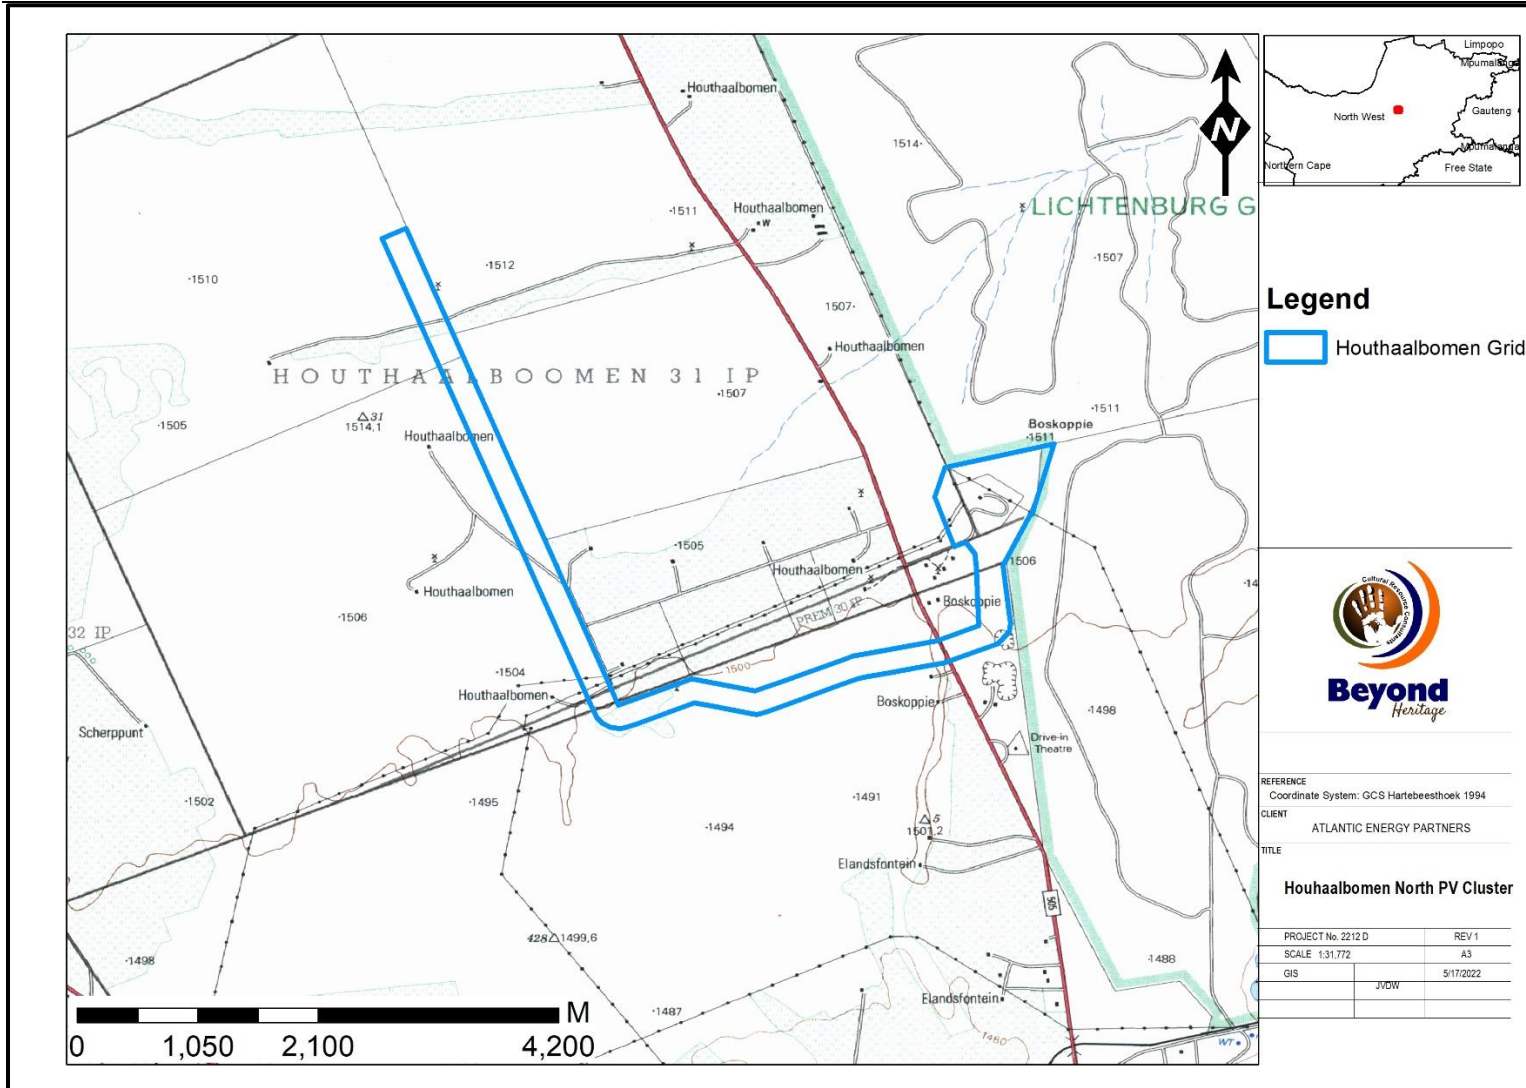 Houthaalbomen
1514
Houthaalbomen
W
1511
LICHTENBURG G
1510
1512
1507
1507
Houthaalbomen
HOUTHAALBOOMEN 31 IP
1507
1511
31
1514,1
1505
Houthaalbomen
Boskoppie
1511
1505
1506
Houthaalbomen
Houthaalbomen
Boskoppie
PREM 30 IP
1506
14
32 IP
1504
1500
Houthaalbomen
Boskoppie
1498
Scherppunt
Drive-in
Theatre
1502
1495
1491
1494
5
1501,2
Elandsfontein
505
428 1499,6
1498
1488
Elandsfontein
1487
1480
WT
M
0 1,050 2,100 4,200
N
Limpopo
Mpumalanga
North West
Gauteng
Mpumalanga
Northern Cape
Free State
Legend
Houthaalbomen Grid
Cultural Resource Consultants
Beyond
Heritage
REFERENCE
Coordinate System: GCS Hartebeesthoek 1994
CLIENT
ATLANTIC ENERGY PARTNERS
TITLE
Houhaalbomen North PV Cluster
PROJECT No. 2212 D REV 1
SCALE 1:31,772 A3
GIS 5/17/2022
JVDW